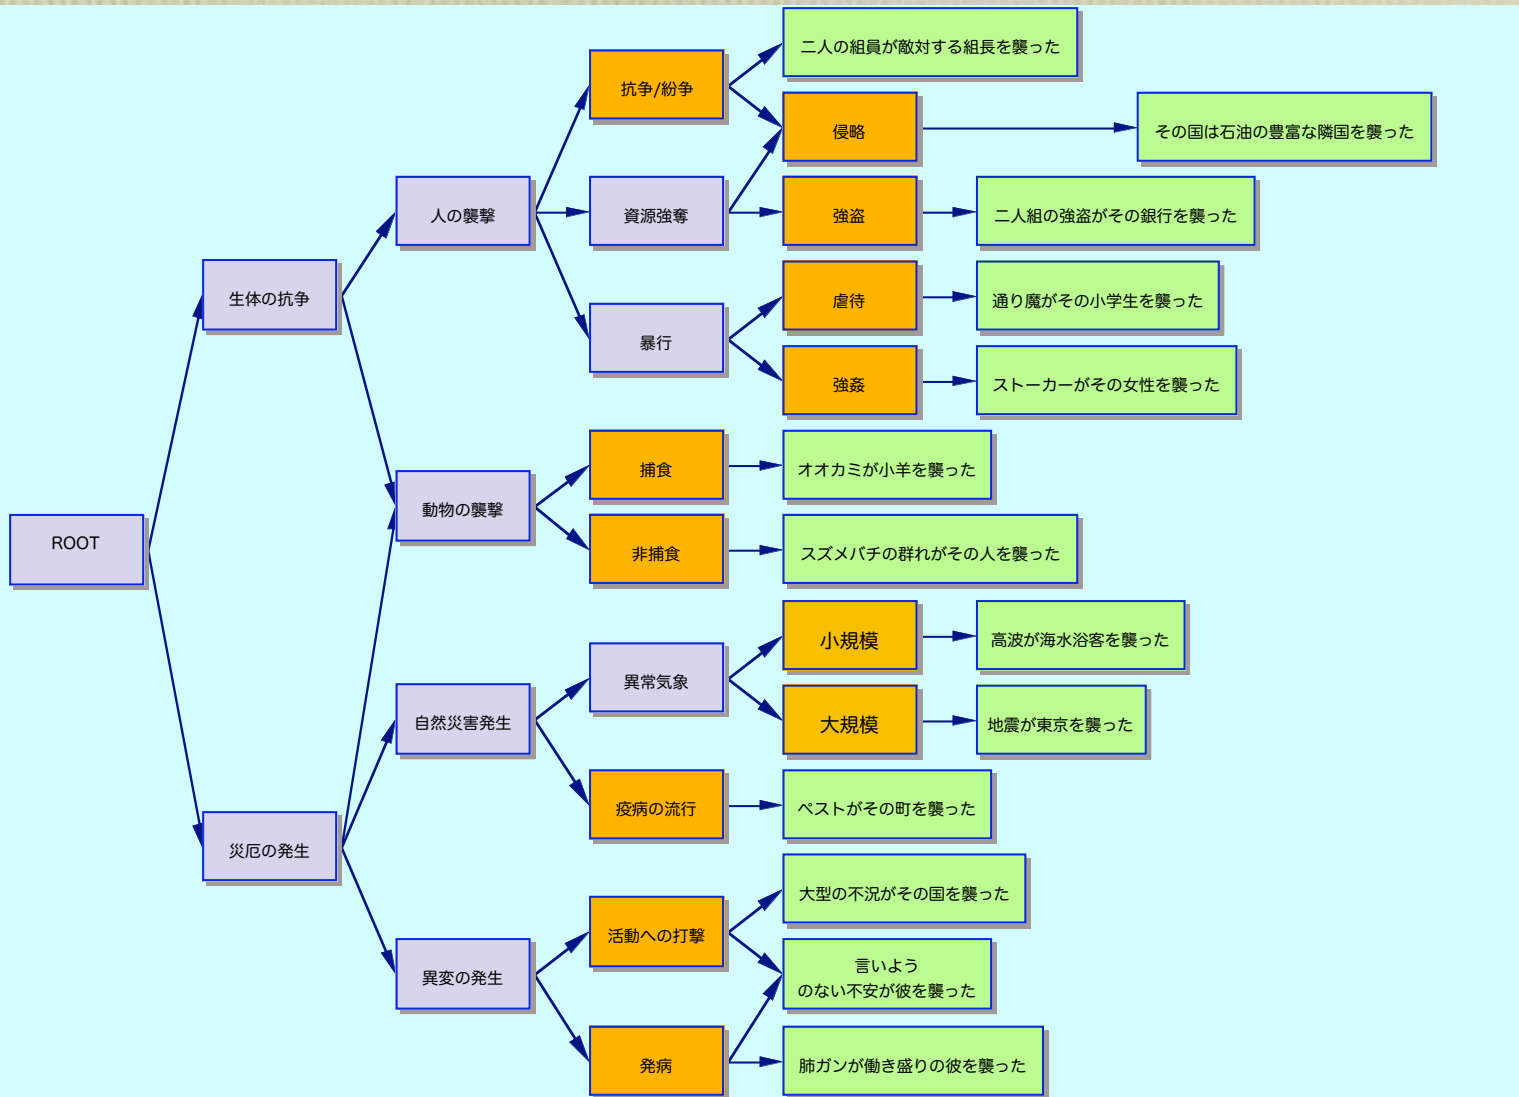 二人の組員が敵対する組長を襲った
抗争/紛争
侵略
その国は石油の豊富な隣国を襲った
人の襲撃
資源強奪
強盗
二人組の強盗がその銀行を襲った
生体の抗争
虐待
通り魔がその小学生を襲った
暴行
強姦
ストーカーがその女性を襲った
捕食
オオカミが小羊を襲った
動物の襲撃
ROOT
非捕食
スズメバチの群れがその人を襲った
小規模
高波が海水浴客を襲った
異常気象
自然災害発生
大規模
地震が東京を襲った
疫病の流行
ペストがその町を襲った
災厄の発生
大型の不況がその国を襲った
活動への打撃
異変の発生
言いよう
のない不安が彼を襲った
発病
肺ガンが働き盛りの彼を襲った